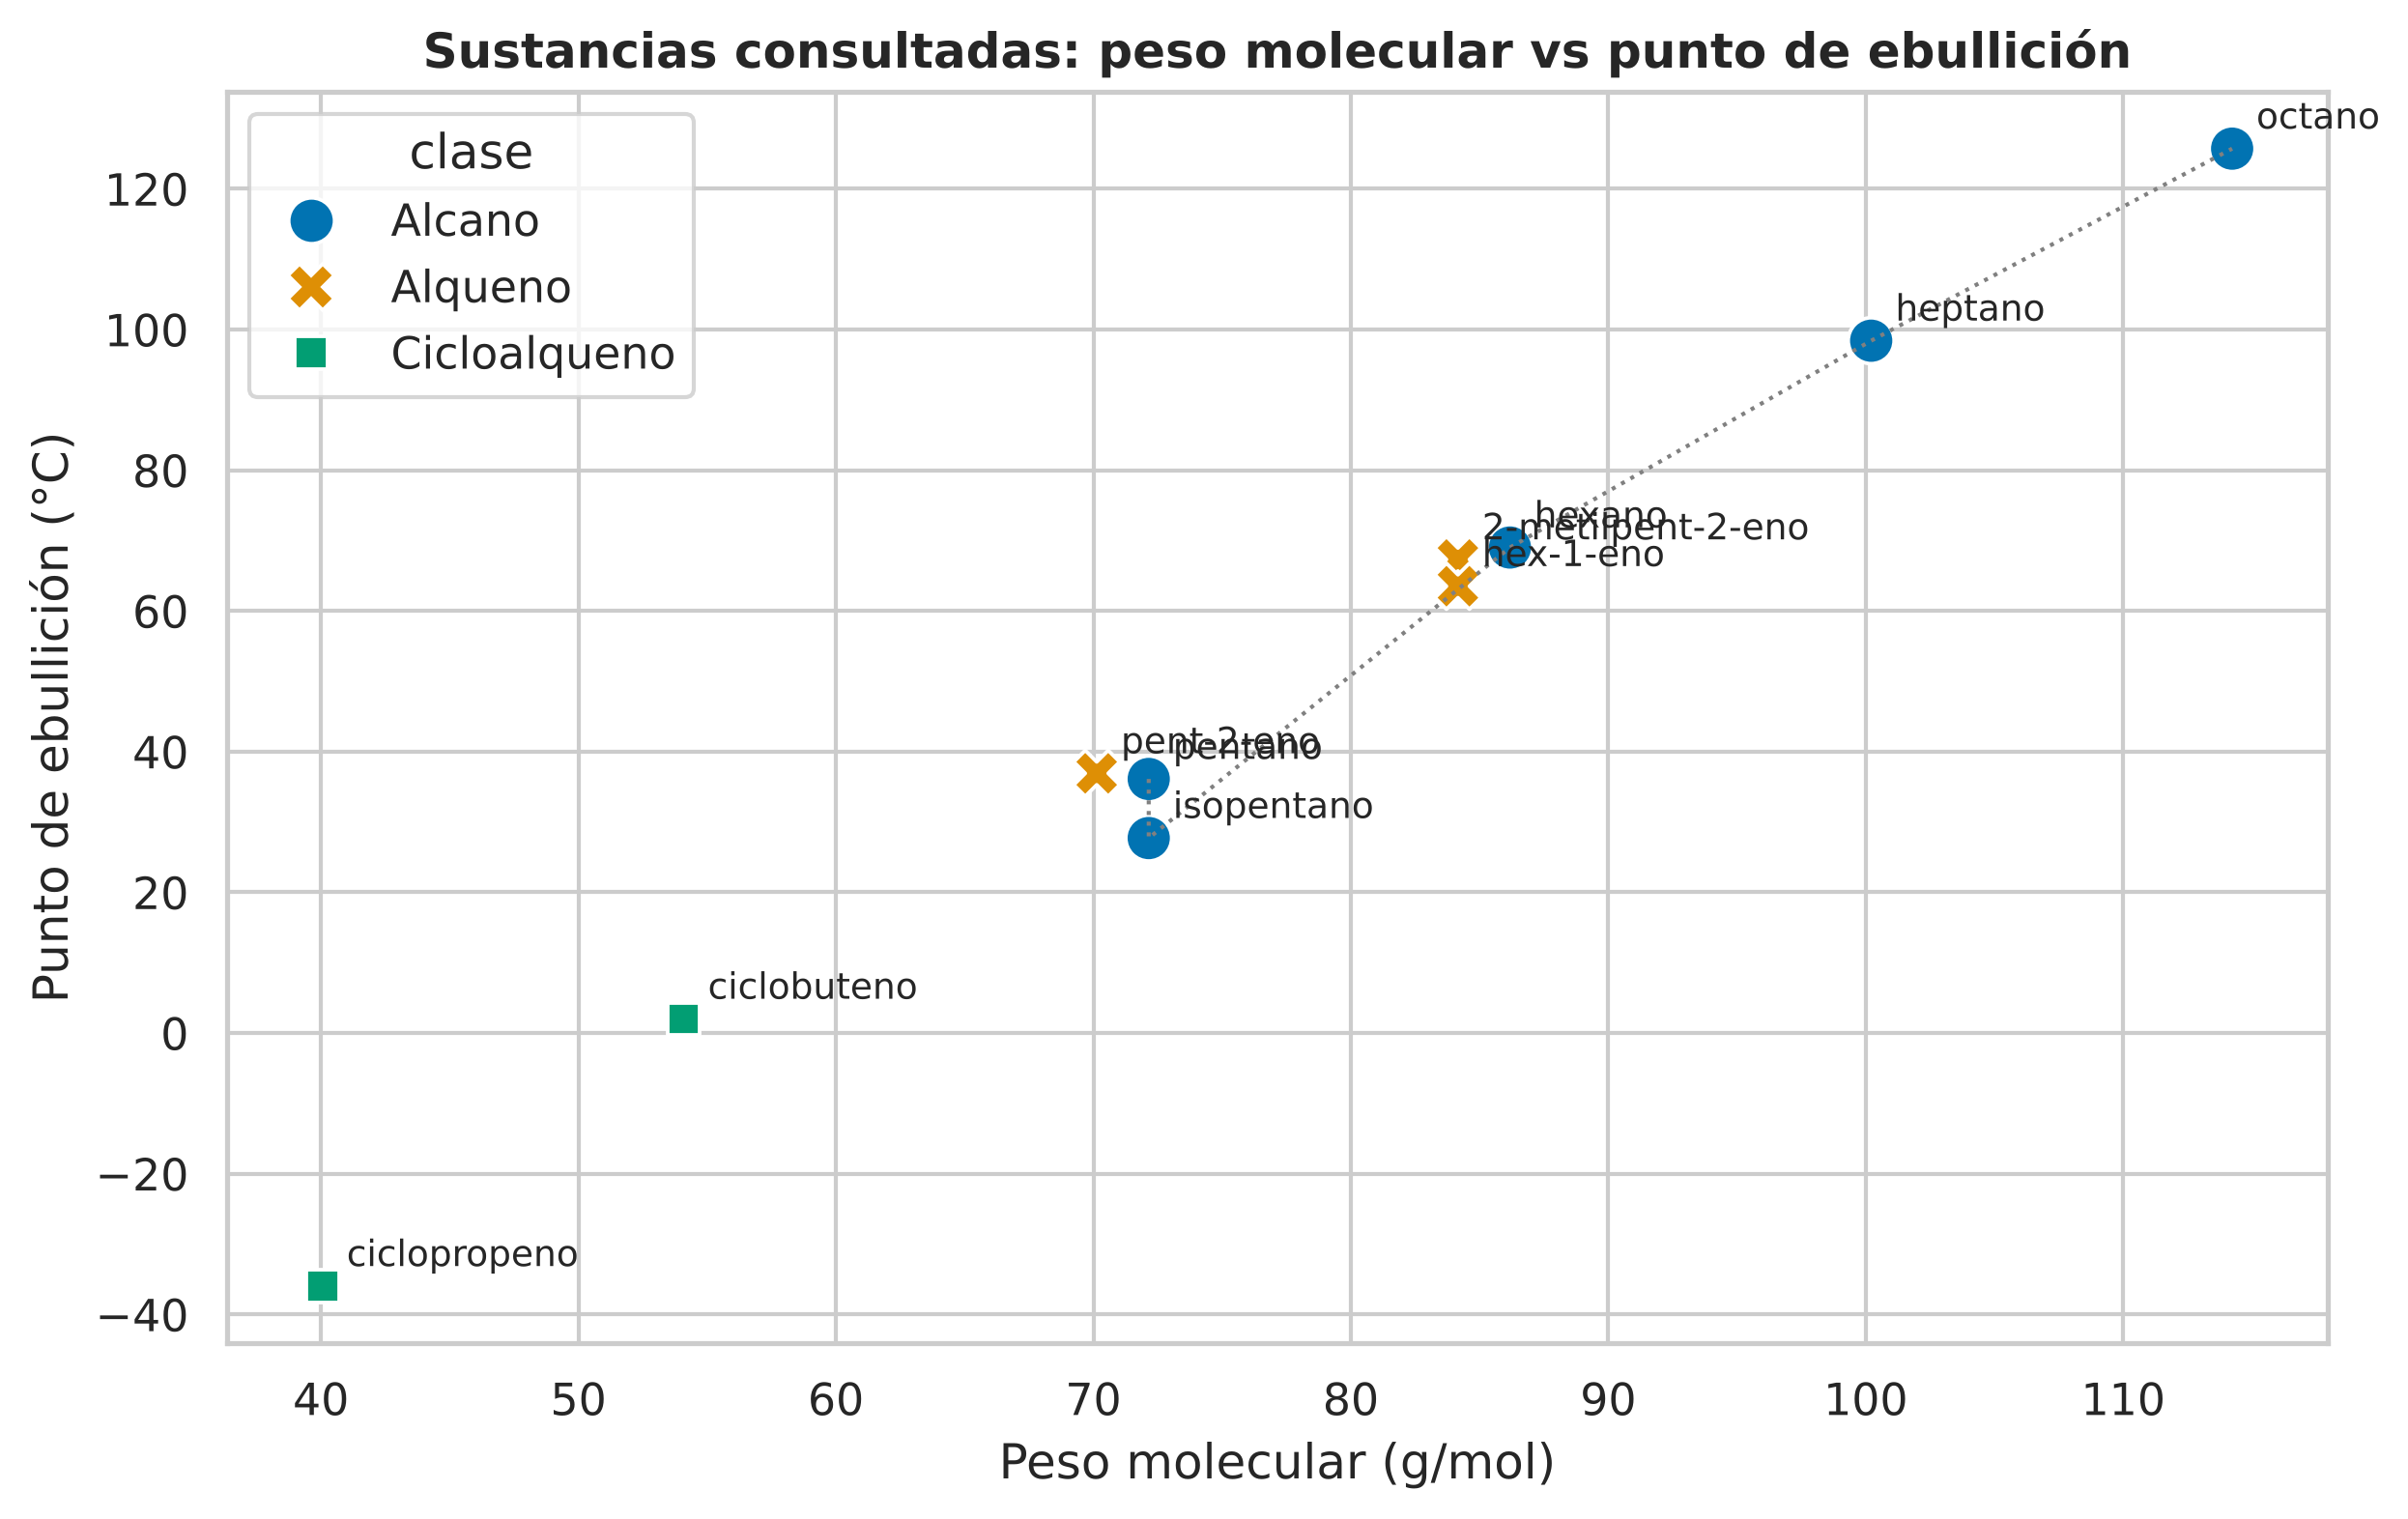 Sustancias consultadas: peso molecular vs punto de ebullición
clase
Alcano
Alqueno
Cicloalqueno
Punto de ebullición (°C)
120
100
80
60
40
20
0
−20
−40
octano
heptano
hexano
2-metilpent-2-eno
hex-1-eno
pent-2-eno
pentano
isopentano
ciclobuteno
ciclopropeno
40 50 60 70 80 90 100 110
Peso molecular (g/mol)